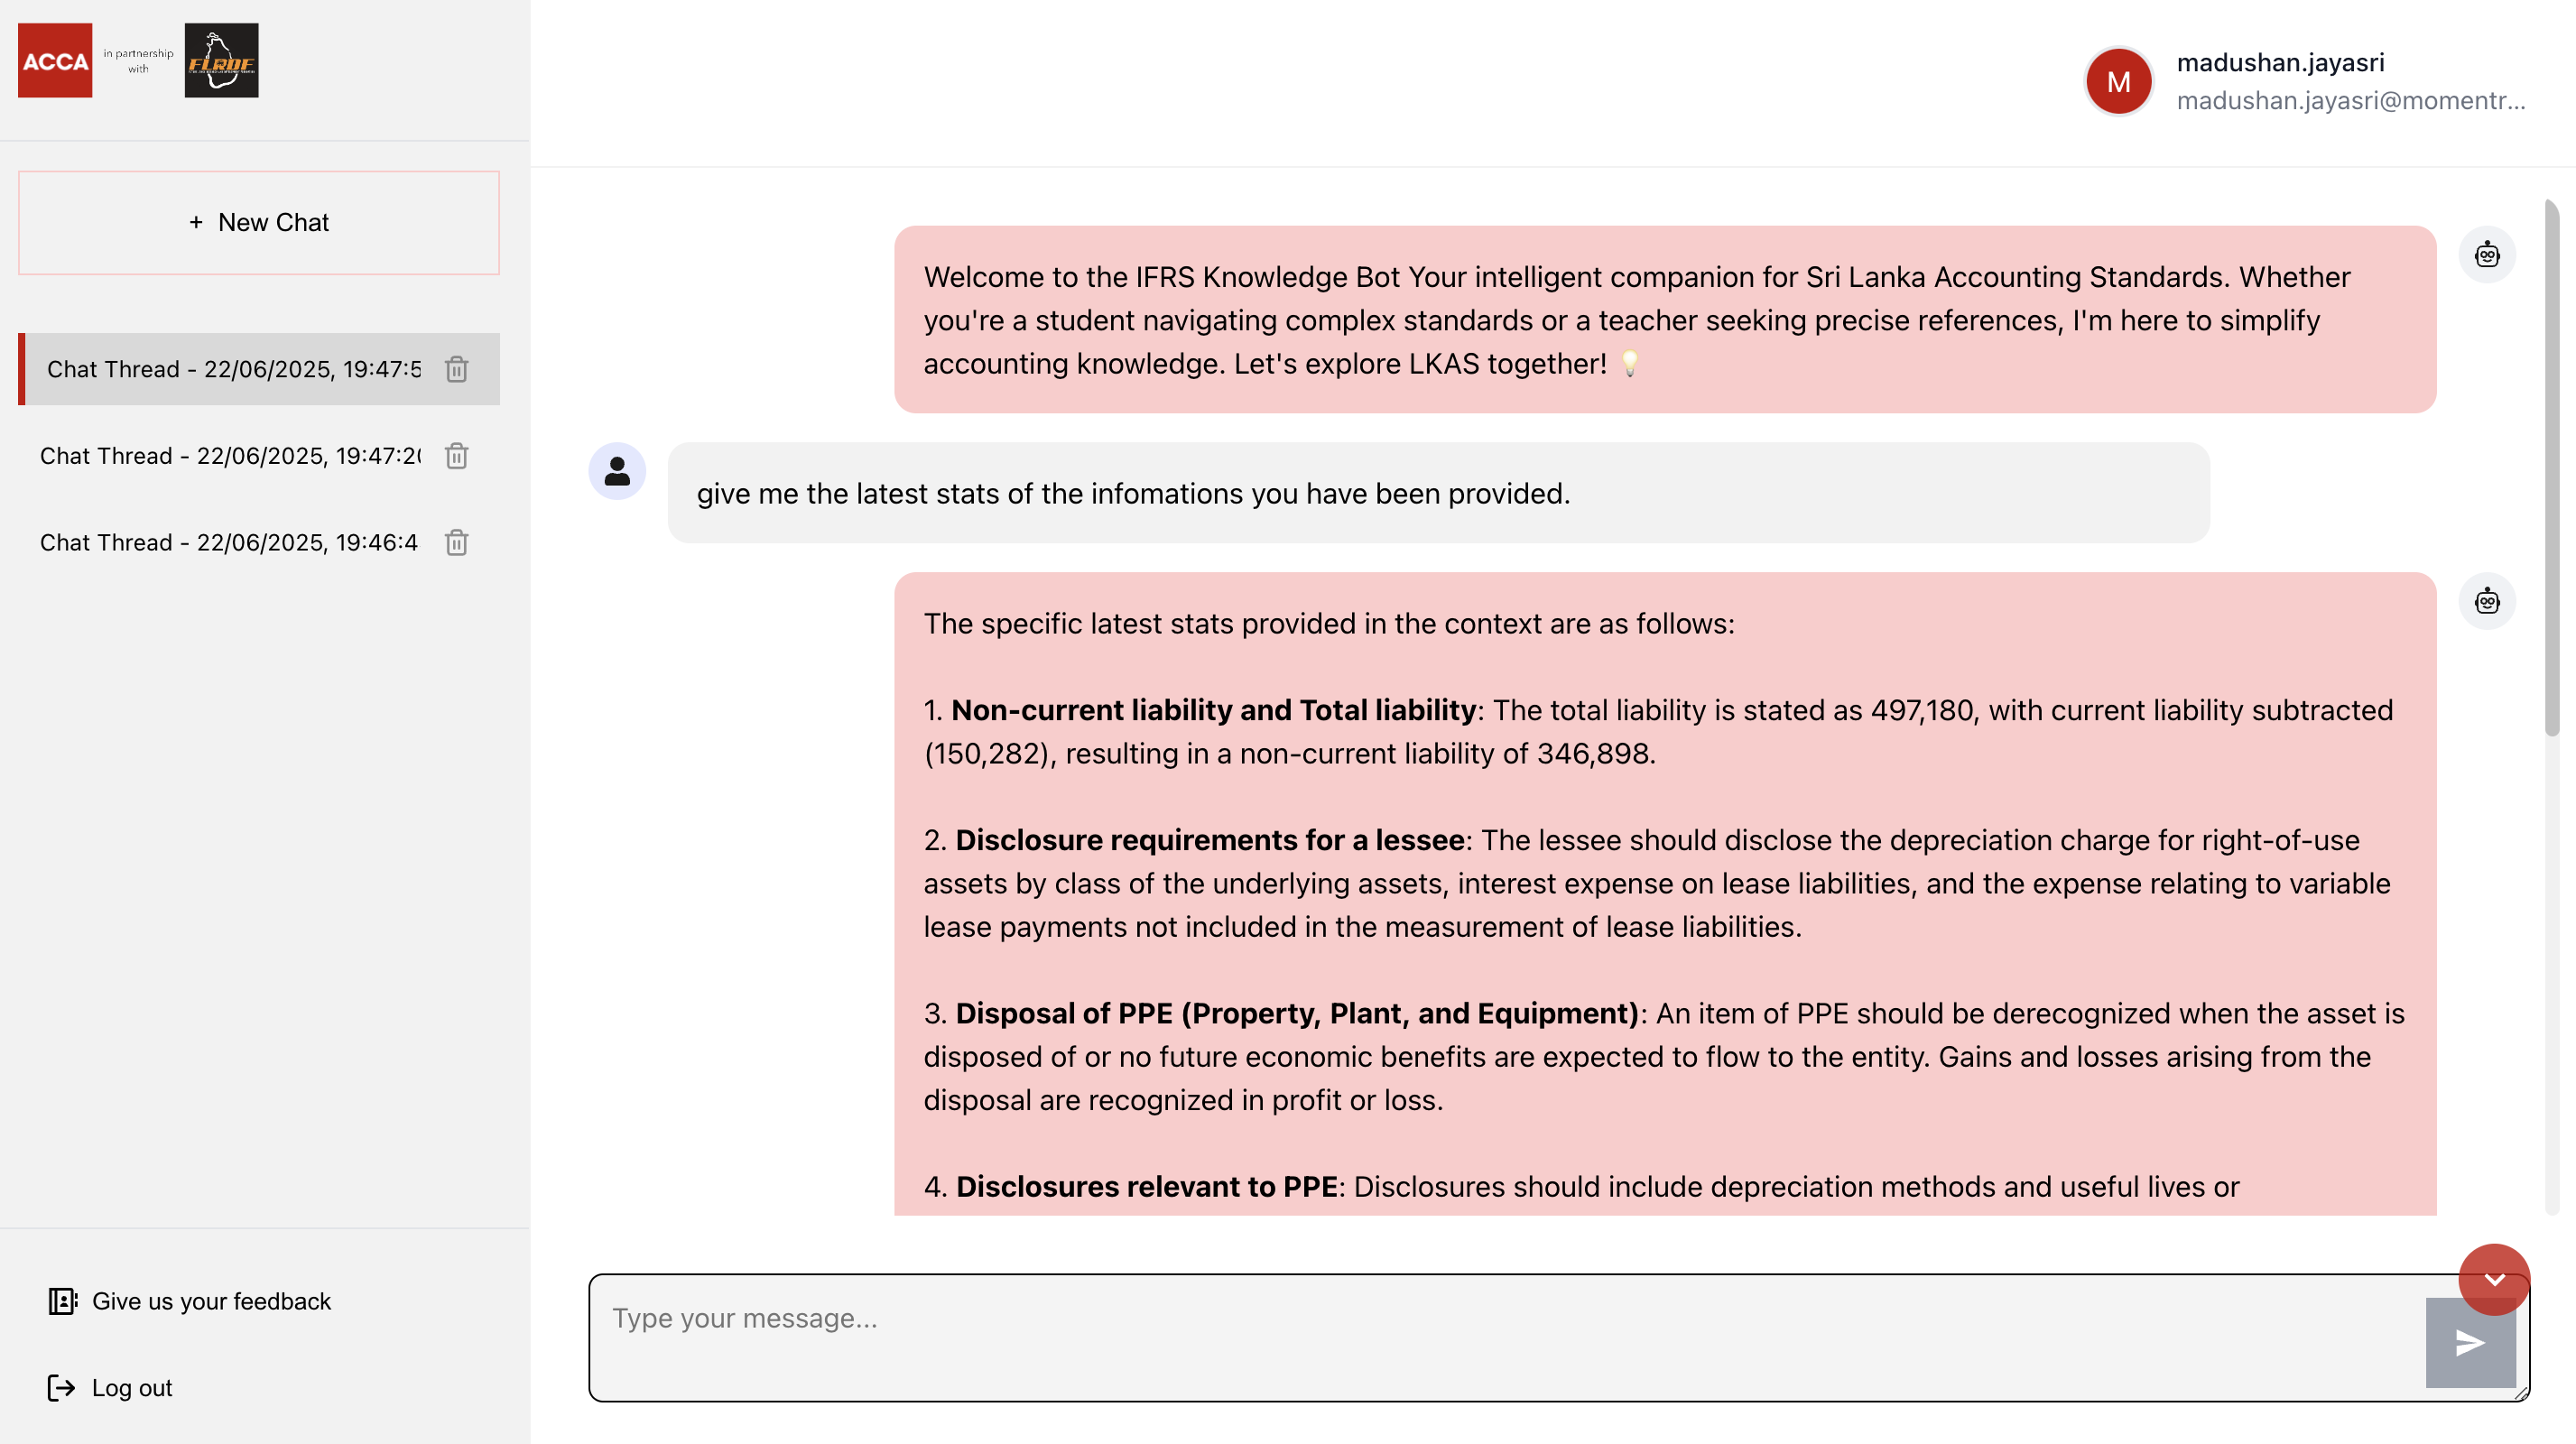 ACCA
in partnership
with
FLRDF
+ New Chat
Chat Thread - 22/06/2025, 19:47:5
Chat Thread - 22/06/2025, 19:47:20
Chat Thread - 22/06/2025, 19:46:4
Give us your feedback
Log out
M
madushan.jayasri
madushan.jayasri@momentr...
Welcome to the IFRS Knowledge Bot Your intelligent companion for Sri Lanka Accounting Standards. Whether
you're a student navigating complex standards or a teacher seeking precise references, I'm here to simplify
accounting knowledge. Let's explore LKAS together! 💡
give me the latest stats of the infomations you have been provided.
The specific latest stats provided in the context are as follows:
1. Non-current liability and Total liability: The total liability is stated as 497,180, with current liability subtracted
(150,282), resulting in a non-current liability of 346,898.
2. Disclosure requirements for a lessee: The lessee should disclose the depreciation charge for right-of-use
assets by class of the underlying assets, interest expense on lease liabilities, and the expense relating to variable
lease payments not included in the measurement of lease liabilities.
3. Disposal of PPE (Property, Plant, and Equipment): An item of PPE should be derecognized when the asset is
disposed of or no future economic benefits are expected to flow to the entity. Gains and losses arising from the
disposal are recognized in profit or loss.
4. Disclosures relevant to PPE: Disclosures should include depreciation methods and useful lives or
Type your message...